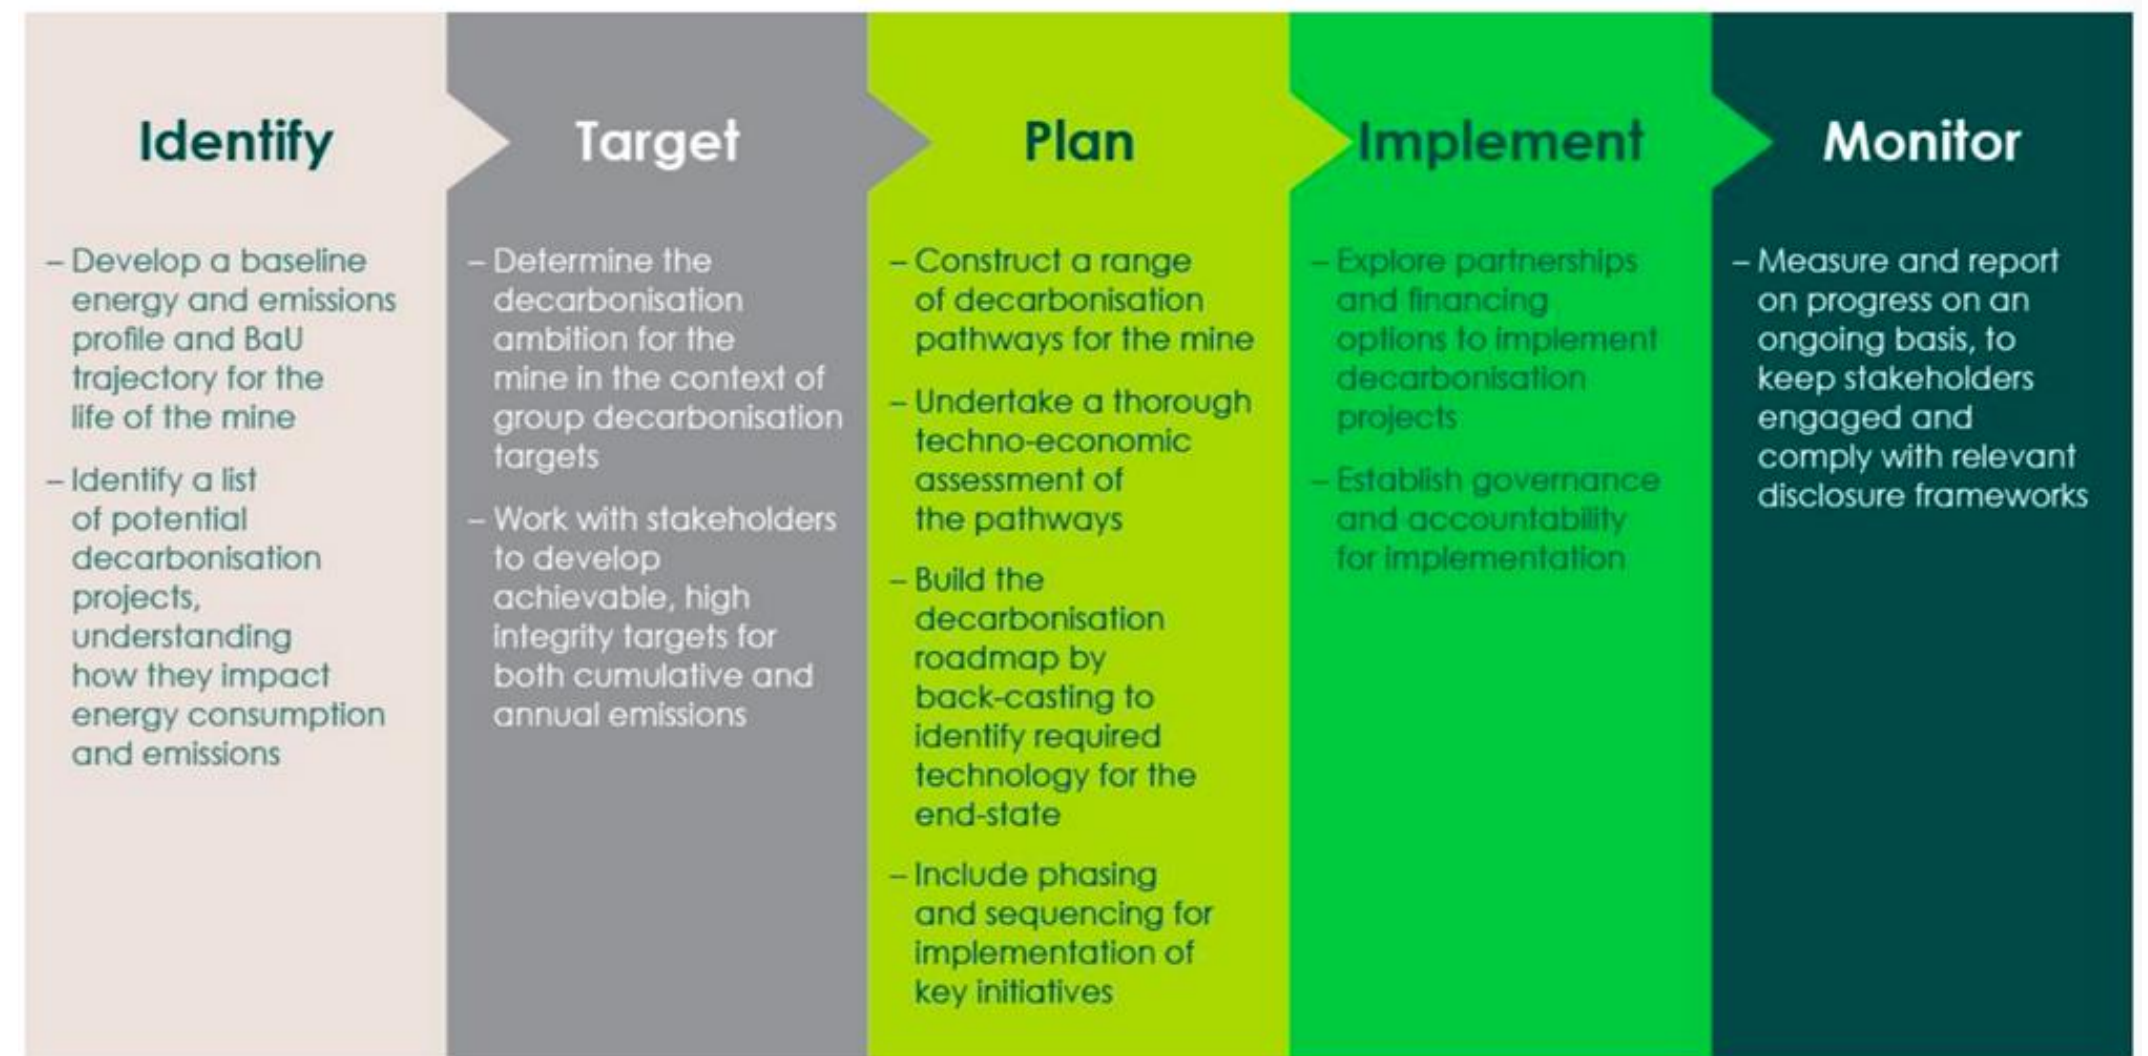 Identify
– Develop a baseline
energy and emissions
profile and BaU
trajectory for the
life of the mine
– Identify a list
of potential
decarbonisation
projects,
understanding
how they impact
energy consumption
and emissions
Target
– Determine the
decarbonisation
ambition for the
mine in the context of
group decarbonisation
targets
– Work with stakeholders
to develop
achievable, high
integrity targets for
both cumulative and
annual emissions
Plan
– Construct a range
of decarbonisation
pathways for the mine
– Undertake a thorough
techno-economic
assessment of
the pathways
– Build the
decarbonisation
roadmap by
back-casting to
identify required
technology for the
end-state
– Include phasing
and sequencing for
implementation of
key initiatives
Implement
– Explore partnerships
and financing
options to implement
decarbonisation
projects
– Establish governance
and accountability
for implementation
Monitor
– Measure and report
on progress on an
ongoing basis, to
keep stakeholders
engaged and
comply with relevant
disclosure frameworks